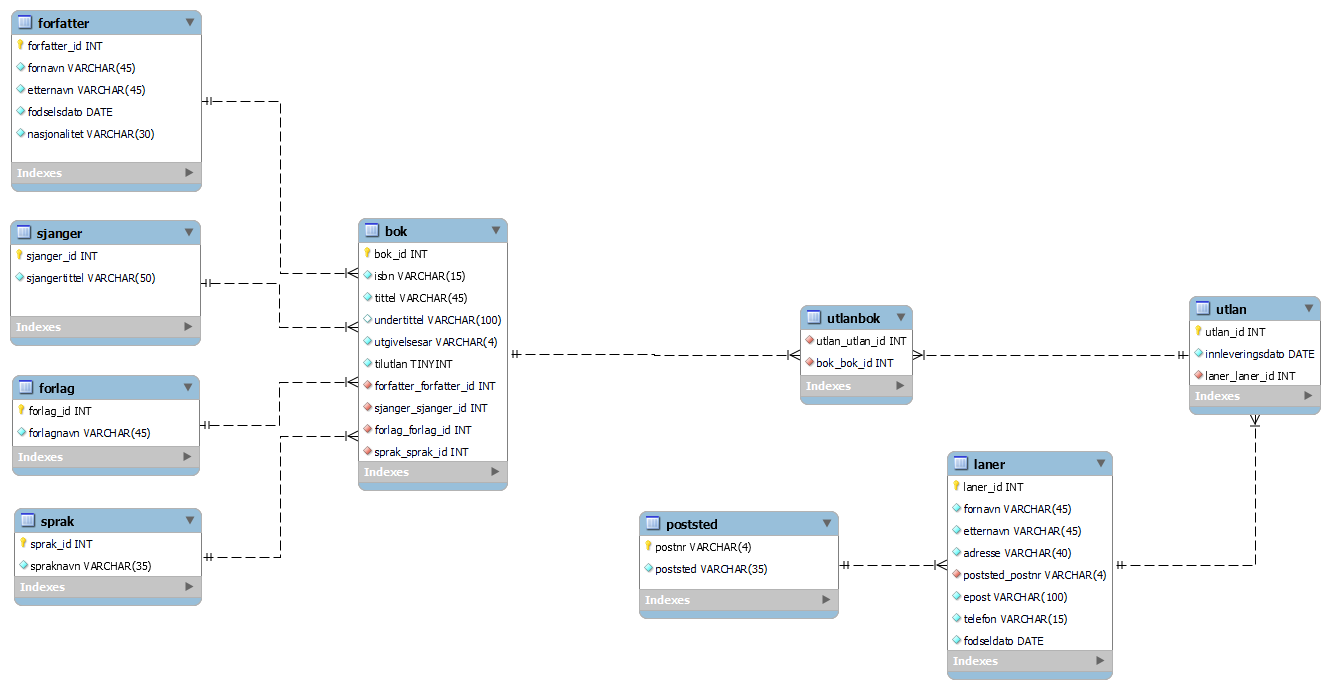 forfatter
forfatter_id INT
fornavn VARCHAR(45)
etternavn VARCHAR(45)
fodselsdato DATE
nasjonalitet VARCHAR(30)
Indexes
sjanger
sjanger_id INT
sjangertittel VARCHAR(50)
Indexes
forlag
forlag_id INT
forlagnavn VARCHAR(45)
Indexes
sprak
sprak_id INT
spraknavn VARCHAR(35)
Indexes
bok
bok_id INT
isbn VARCHAR(15)
tittel VARCHAR(45)
undertittel VARCHAR(100)
utgivelsesar VARCHAR(4)
tilutlan TINYINT
forfatter_forfatter_id INT
sjanger_sjanger_id INT
forlag_forlag_id INT
sprak_sprak_id INT
Indexes
utlanbok
utlan_utlan_id INT
bok_bok_id INT
Indexes
utlan
utlan_id INT
innleveringsdato DATE
laner_laner_id INT
Indexes
poststed
postnr VARCHAR(4)
poststed VARCHAR(35)
Indexes
laner
laner_id INT
fornavn VARCHAR(45)
etternavn VARCHAR(45)
adresse VARCHAR(40)
poststed_postnr VARCHAR(4)
epost VARCHAR(100)
telefon VARCHAR(15)
fodseldato DATE
Indexes